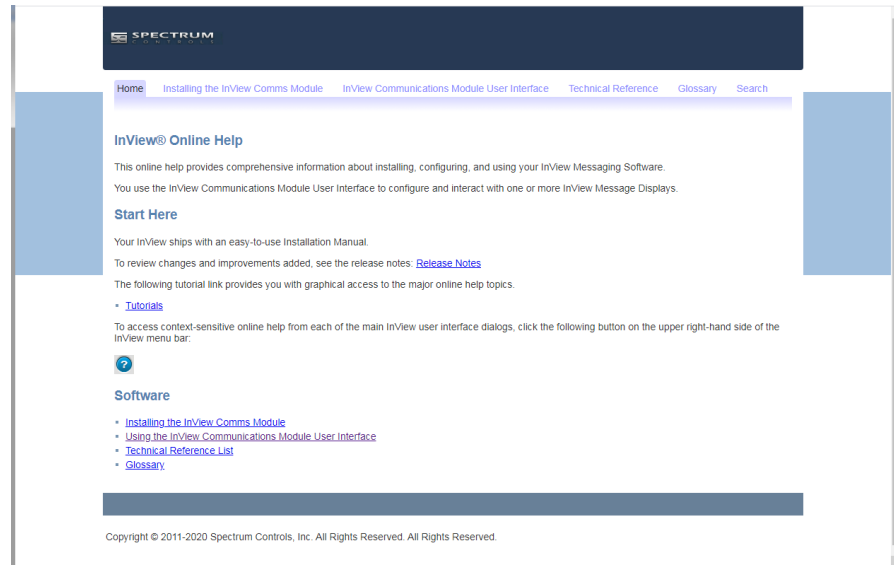 SPECTRUM
CONTROLS
Home Installing the InView Comms Module InView Communications Module User Interface Technical Reference Glossary Search
InView® Online Help
This online help provides comprehensive information about installing, configuring, and using your InView Messaging Software.
You use the InView Communications Module User Interface to configure and interact with one or more InView Message Displays.
Start Here
Your InView ships with an easy-to-use Installation Manual.
To review changes and improvements added, see the release notes: Release Notes
The following tutorial link provides you with graphical access to the major online help topics.
Tutorials
To access context-sensitive online help from each of the main InView user interface dialogs, click the following button on the upper right-hand side of the
InView menu bar:
?
Software
Installing the InView Comms Module
Using the InView Communications Module User Interface
Technical Reference List
Glossary
Copyright © 2011-2020 Spectrum Controls, Inc. All Rights Reserved. All Rights Reserved.